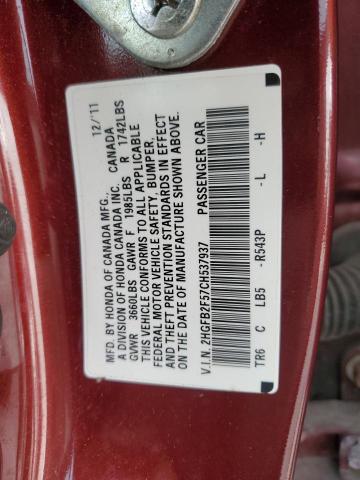 MFD. BY HONDA OF CANADA MFG., 12/'11
A DIVISION OF HONDA CANADA INC. CANADA
GVWR 3660LBS GAWR F 1985LBS R 1742LBS
THIS VEHICLE CONFORMS TO ALL APPLICABLE
FEDERAL MOTOR VEHICLE SAFETY, BUMPER,
AND THEFT PREVENTION STANDARDS IN EFFECT
ON THE DATE OF MANUFACTURE SHOWN ABOVE.
V.I.N. 2HGFB2F57CH537937 PASSENGER CAR
TR6 C LB5 - R543P - L - H